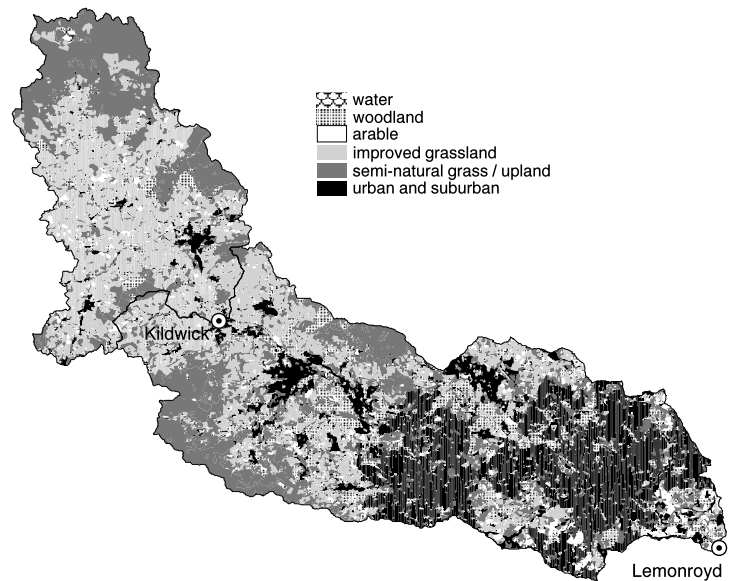 water
woodland
arable
improved grassland
semi-natural grass / upland
urban and suburban
Kildwick
Lemonroyd